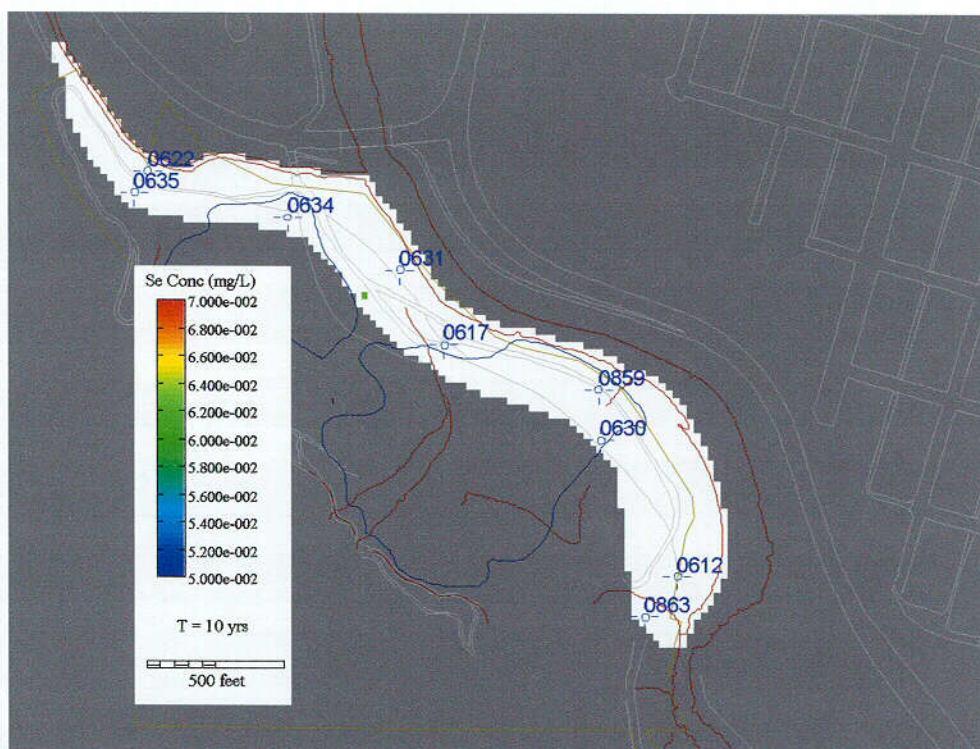 0622
0635
0634
0631
0617
0859
0630
0612
0863
Se Conc (mg/L)
7.000e-002
6.800e-002
6.600e-002
6.400e-002
6.200e-002
6.000e-002
5.800e-002
5.600e-002
5.400e-002
5.200e-002
5.000e-002
T = 10 yrs
500 feet